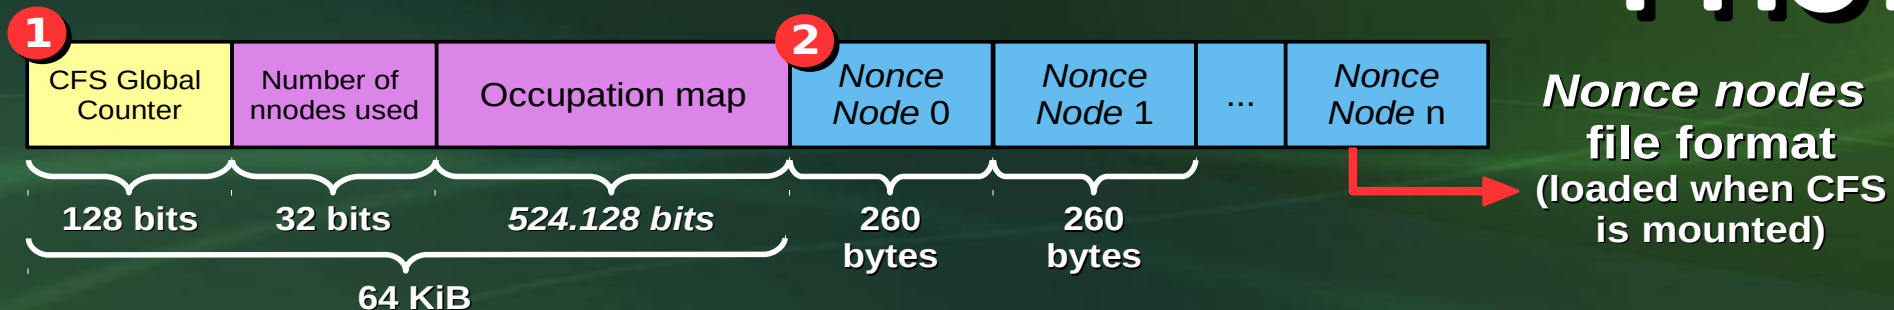 1
2
CFS Global
Counter
Number of
nnodes used
Occupation map
Nonce
Node 0
Nonce
Node 1
...
Nonce
Node n
Nonce nodes
file format
(loaded when CFS
is mounted)
128 bits
32 bits
524.128 bits
260
bytes
260
bytes
64 KiB